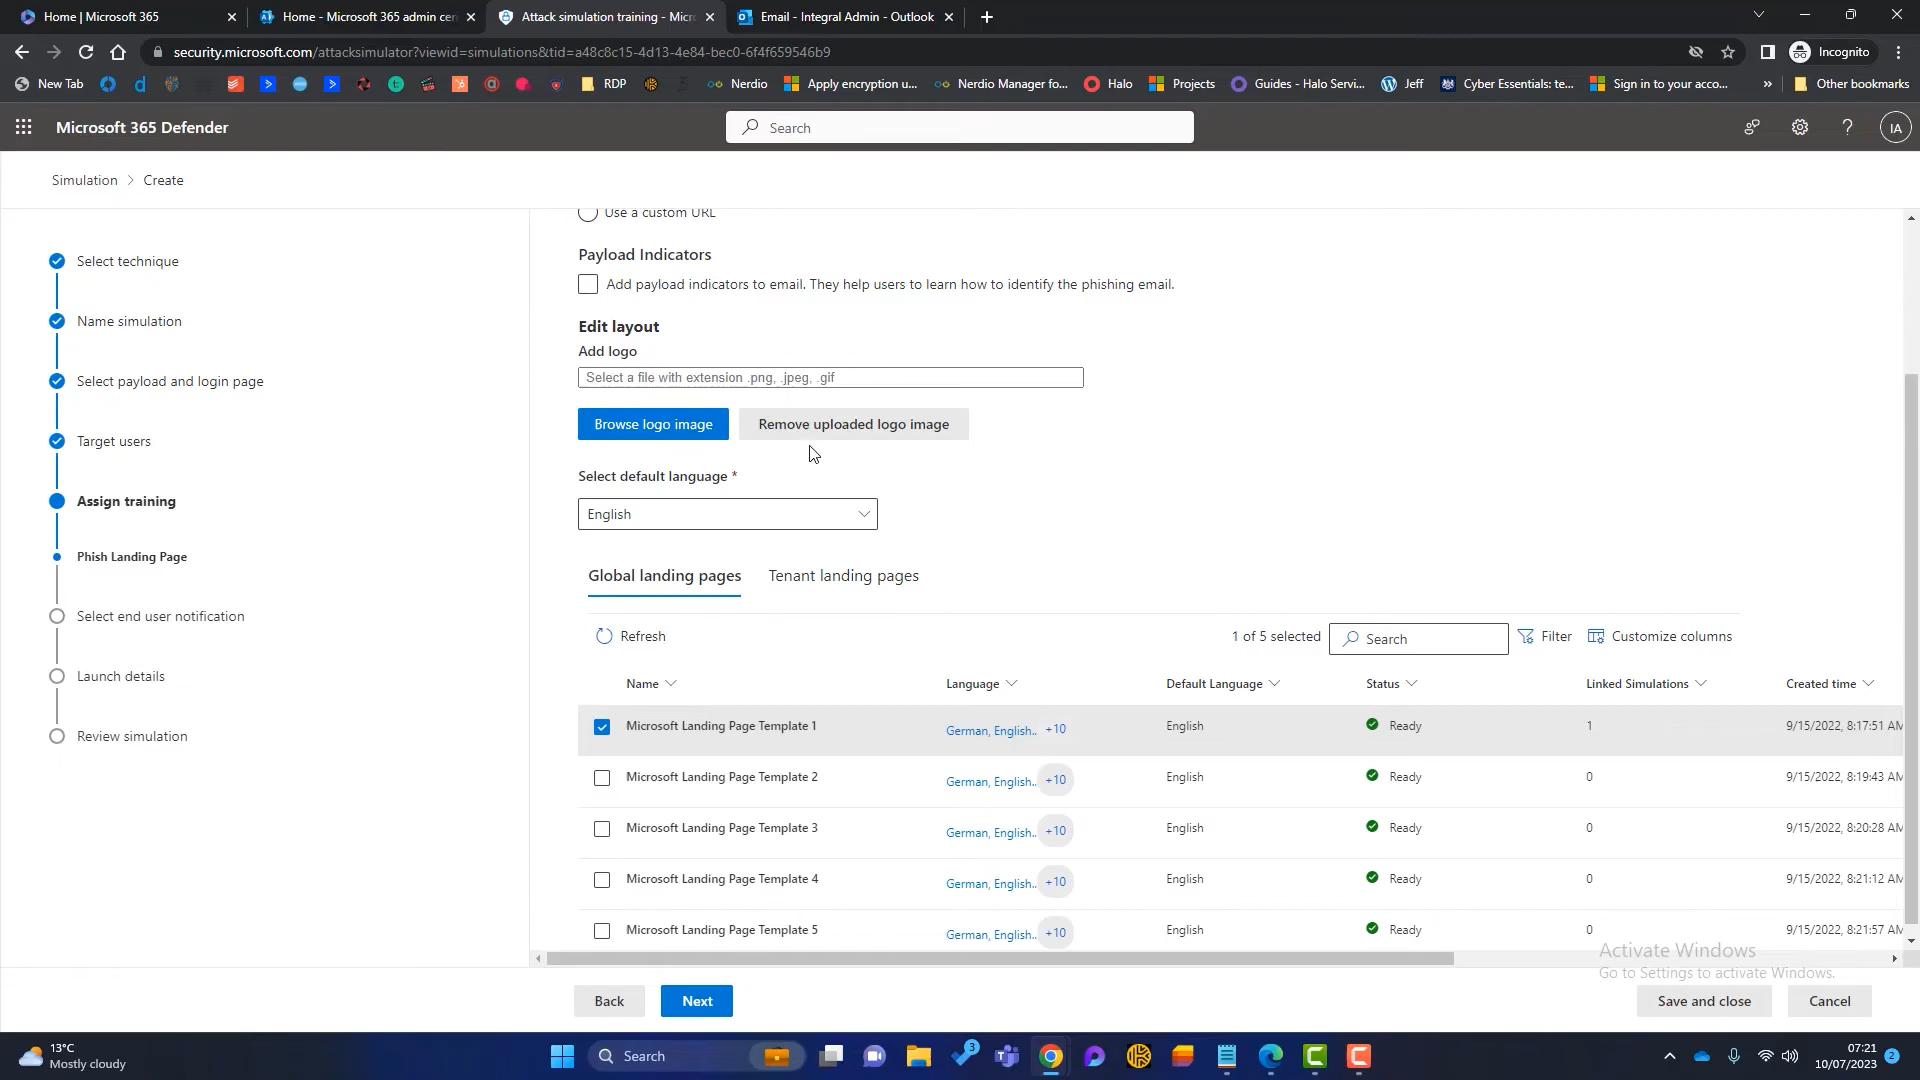 Home | Microsoft 365
Home - Microsoft 365 admin cen
Attack simulation training - Micr
Email - Integral Admin - Outlook
security.microsoft.com/attacksimulator?viewid=simulations&tid=a48c8c15-4d13-4e84-bec0-6f4f659546b9
Incognito
New Tab
RDP
Nerdio
Apply encryption u...
Nerdio Manager fo...
Halo
Projects
Guides - Halo Servi...
Jeff
Cyber Essentials: te...
Sign in to your acco...
»
Other bookmarks
Microsoft 365 Defender
Search
?
IA
Simulation > Create
Use a custom URL
Select technique
Name simulation
Select payload and login page
Target users
Assign training
Phish Landing Page
Select end user notification
Launch details
Review simulation
Payload Indicators
Add payload indicators to email. They help users to learn how to identify the phishing email.
Edit layout
Add logo
Select a file with extension .png, .jpeg, .gif
Browse logo image
Remove uploaded logo image
Select default language *
English
Global landing pages
Tenant landing pages
Refresh
1 of 5 selected
Search
Filter
Customize columns
Name Language Default Language Status Linked Simulations Created time
Microsoft Landing Page Template 1 German, English.. +10 English Ready 1 9/15/2022, 8:17:51 AM
Microsoft Landing Page Template 2 German, English.. +10 English Ready 0 9/15/2022, 8:19:43 AM
Microsoft Landing Page Template 3 German, English.. +10 English Ready 0 9/15/2022, 8:20:28 AM
Microsoft Landing Page Template 4 German, English.. +10 English Ready 0 9/15/2022, 8:21:12 AM
Microsoft Landing Page Template 5 German, English.. +10 English Ready 0 9/15/2022, 8:21:57 AM
Activate Windows
Go to Settings to activate Windows.
Back
Next
Save and close
Cancel
13°C
Mostly cloudy
Search
3
07:21
10/07/2023
2